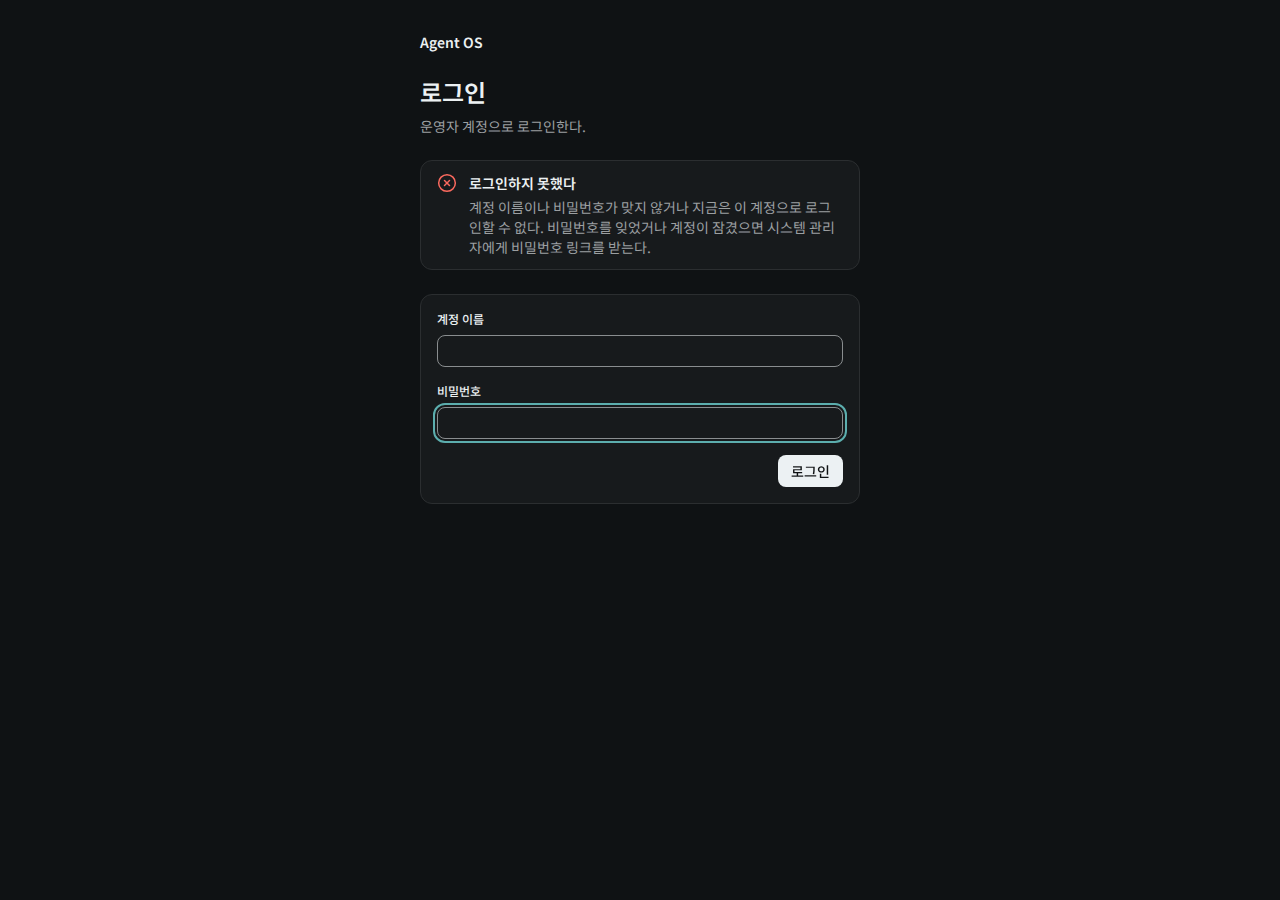 Agent OS
로그인
운영자 계정으로 로그인한다.
로그인하지 못했다
계정 이름이나 비밀번호가 맞지 않거나 지금은 이 계정으로 로그
인할 수 없다. 비밀번호를 잊었거나 계정이 잠겼으면 시스템 관리
자에게 비밀번호 링크를 받는다.
계정 이름
비밀번호
로그인